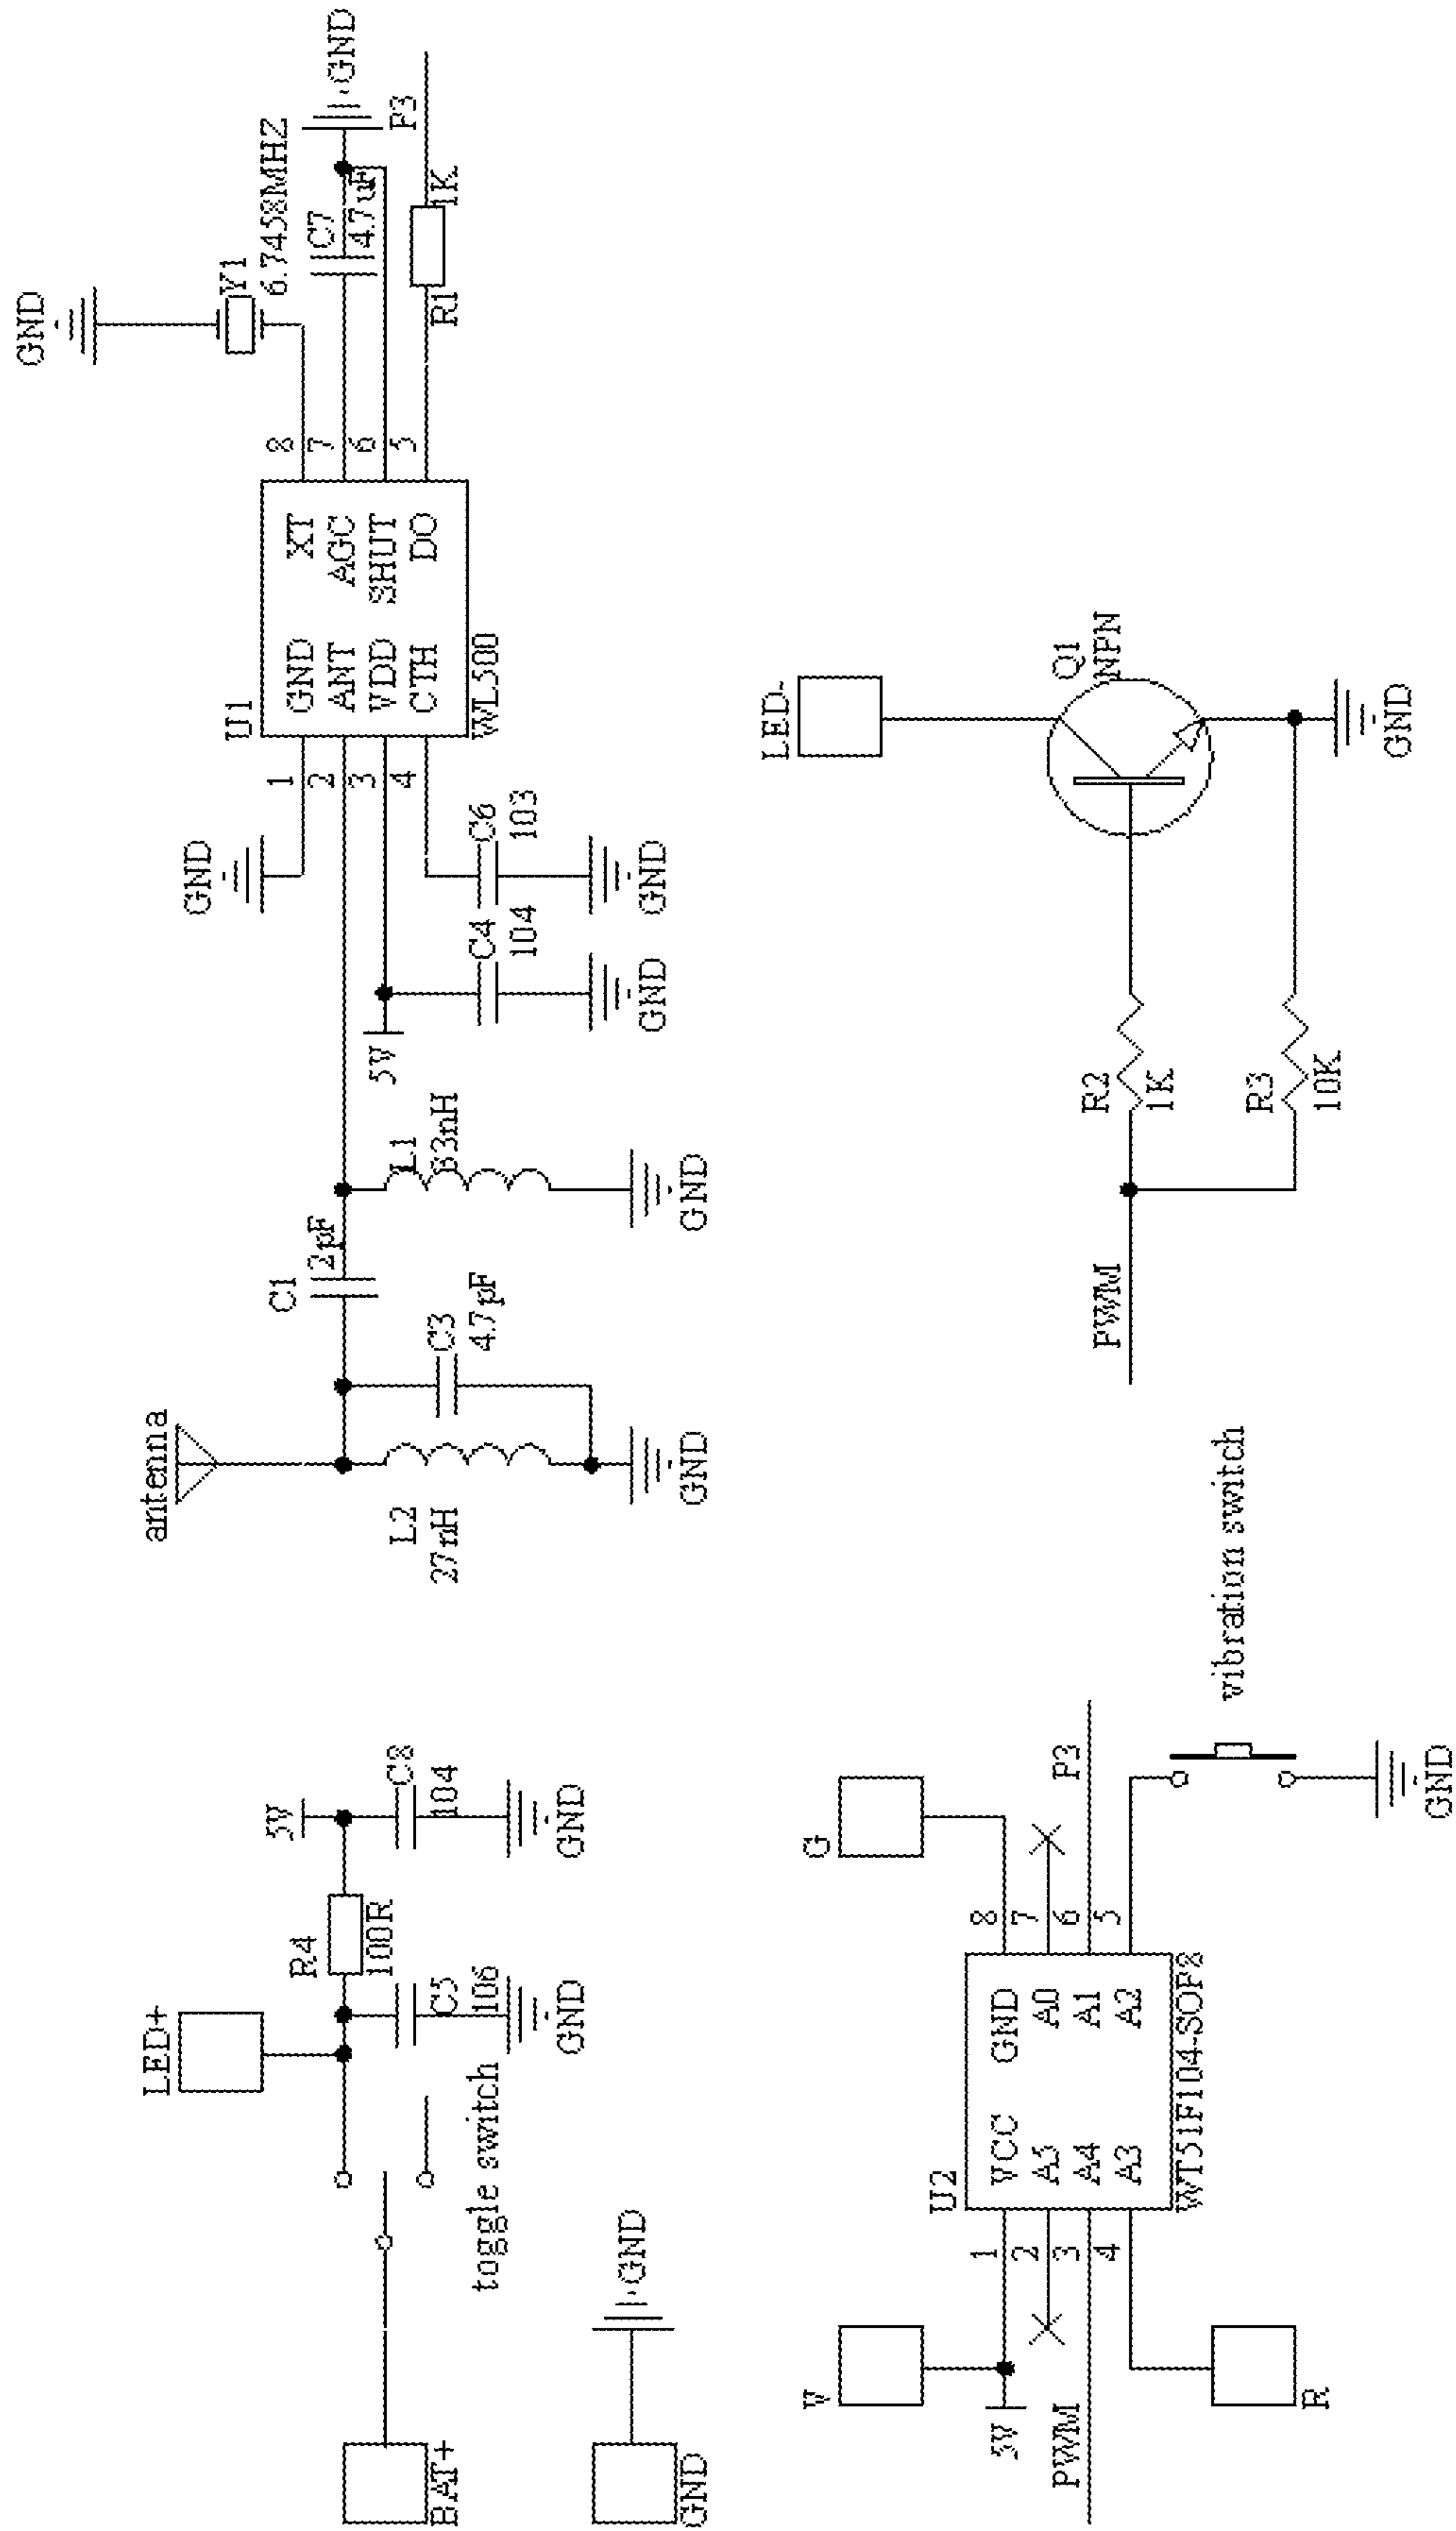 BAT+
toggle switch
LED+
R4
100R
C5
106
GND
5V
C8
104
GND
GND
GND
antenna
L2
27nH
C3
4.7pF
GND
C1
2pF
L1
33nH
GND
5V
C4
104
GND
C6
103
GND
GND
1
2
3
4
U1
GND XT
ANT AGC
VDD SHUT
CTH DO
WL500
8
7
6
5
GND
Y1
6.7458MHZ
C7
4.7uF
GND
R1
1K
P3
V
5V
PWM
R
1
2
3
4
U2
VCC GND
A5 A0
A4 A1
A3 A2
WT51F104-SOP8
8
7
6
5
G
P3
vibration switch
GND
PWM
R2
1K
R3
10K
LED-
Q1
NPN
GND